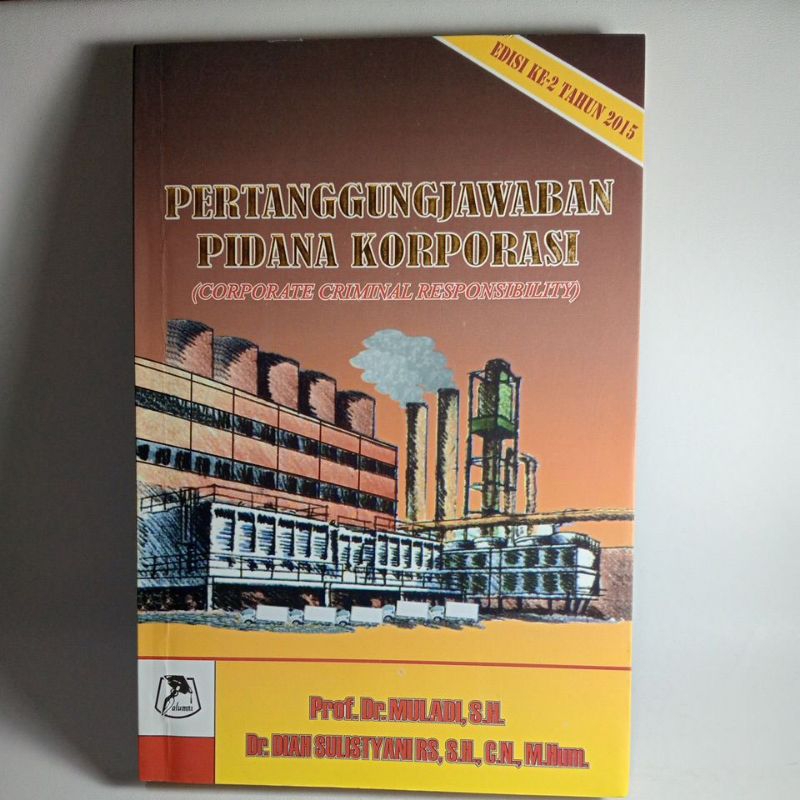 EDISI KE-2 TAHUN 2015
PERTANGGUNGJAWABAN
PIDANA KORPORASI
(CORPORATE CRIMINAL RESPONSIBILITY)
alumni
Prof. Dr. MULADI, S.H.
Dr. DIAH SULISTYANI RS, S.H., C.N., M.Hum.